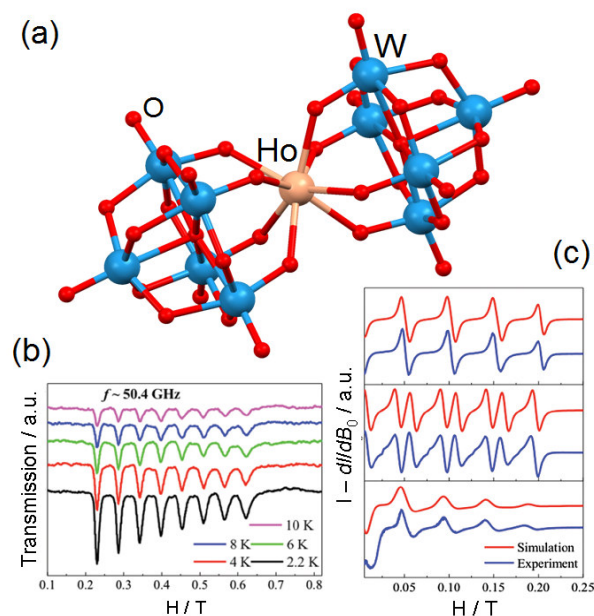 (a)
W
O
Ho
(c)
(b)
f ~ 50.4 GHz
Transmission / a.u.
10 K
8 K
6 K
4 K
2.2 K
0.1
0.2
0.3
0.4
0.5
0.6
0.7
0.8
H / T
I – dI/dB₀ / a.u.
Simulation
Experiment
0.05
0.10
0.15
0.20
0.25
H / T